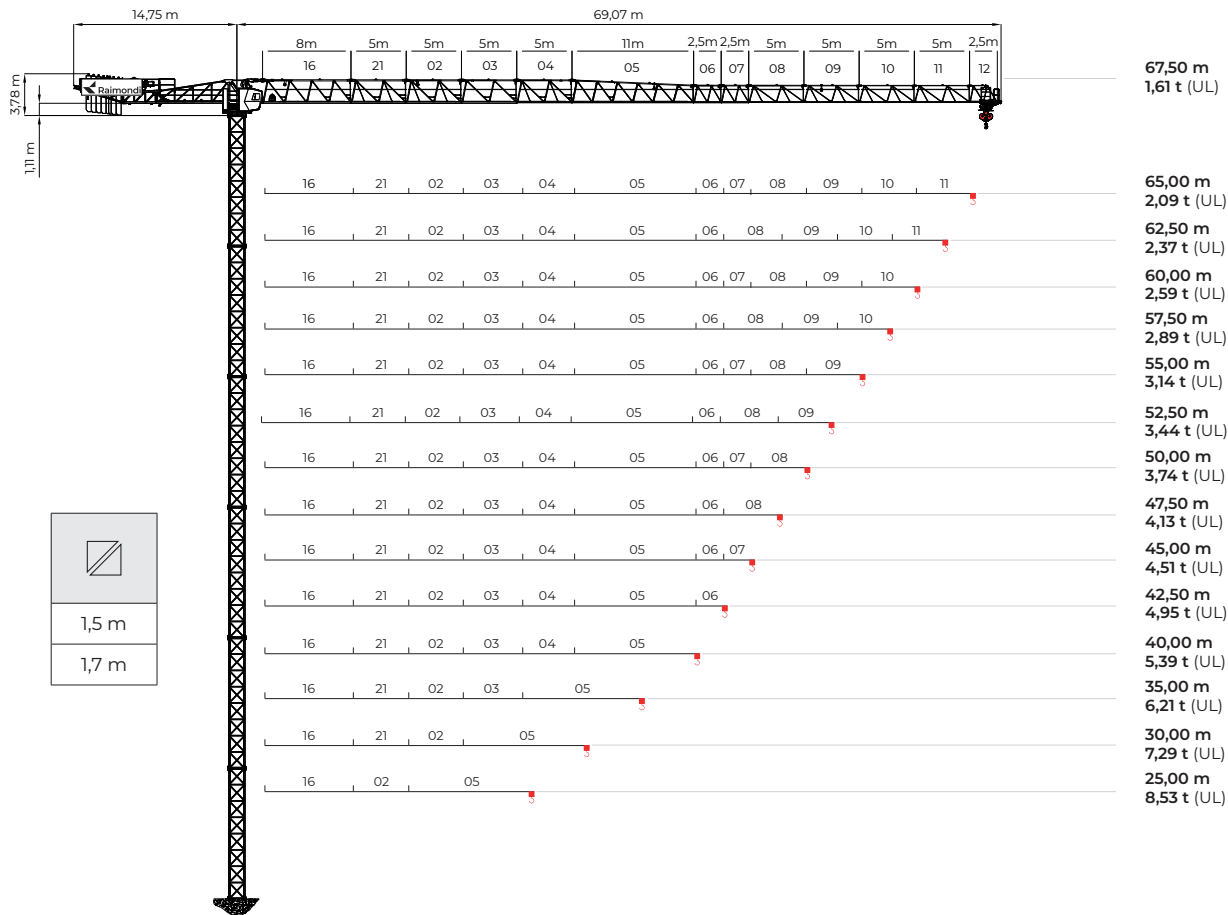 14,75 m 69,07 m
8m 5m 5m 5m 5m 11m 2,5m 2,5m 5m 5m 5m 5m 2,5m
16 21 02 03 04 05 06 07 08 09 10 11 12
67,50 m
1,61 t (UL)
Raimondi
3,78 m
1,11 m
16 21 02 03 04 05 06 07 08 09 10 11
65,00 m
2,09 t (UL)
16 21 02 03 04 05 06 08 09 10 11
62,50 m
2,37 t (UL)
16 21 02 03 04 05 06 07 08 09 10
60,00 m
2,59 t (UL)
16 21 02 03 04 05 06 08 09 10
57,50 m
2,89 t (UL)
16 21 02 03 04 05 06 07 08 09
55,00 m
3,14 t (UL)
16 21 02 03 04 05 06 08 09
52,50 m
3,44 t (UL)
16 21 02 03 04 05 06 07 08
50,00 m
3,74 t (UL)
16 21 02 03 04 05 06 08
47,50 m
4,13 t (UL)
16 21 02 03 04 05 06 07
45,00 m
4,51 t (UL)
16 21 02 03 04 05 06
42,50 m
4,95 t (UL)
16 21 02 03 04 05
40,00 m
5,39 t (UL)
16 21 02 03 05
35,00 m
6,21 t (UL)
16 21 02 05
30,00 m
7,29 t (UL)
16 02 05
25,00 m
8,53 t (UL)
1,5 m
1,7 m